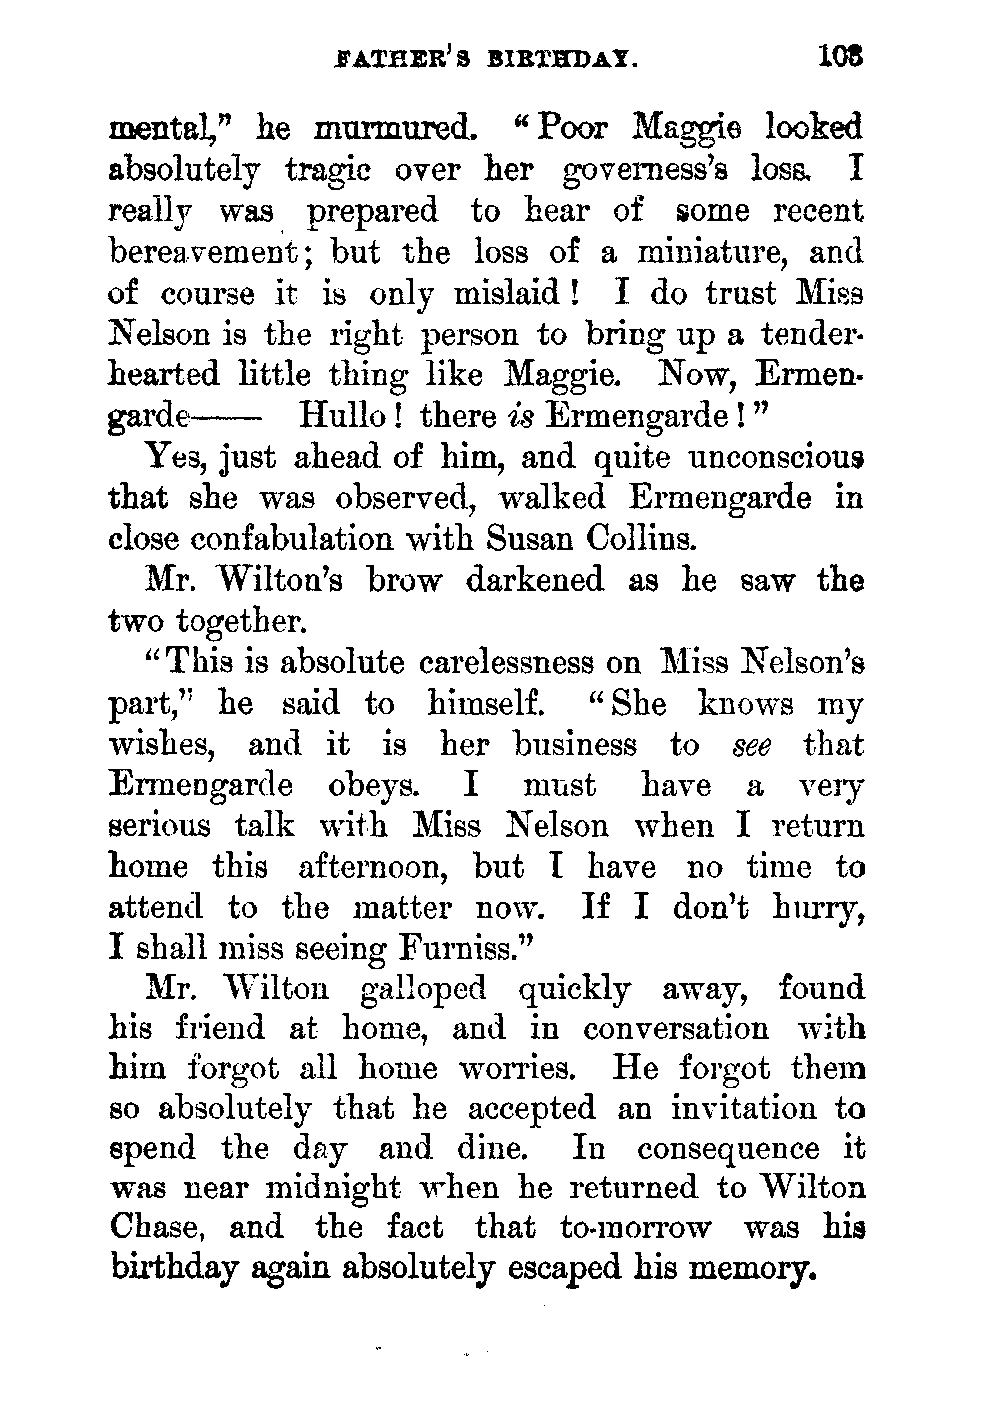 FATHER'S BIRTHDAY. 103
mental," he murmured. "Poor Maggie looked
absolutely tragic over her governess's loss. I
really was prepared to hear of some recent
bereavement; but the loss of a miniature, and
of course it is only mislaid! I do trust Miss
Nelson is the right person to bring up a tender-
hearted little thing like Maggie. Now, Ermen-
garde—— Hullo! there is Ermengarde!"
Yes, just ahead of him, and quite unconscious
that she was observed, walked Ermengarde in
close confabulation with Susan Collins.
Mr. Wilton's brow darkened as he saw the
two together.
"This is absolute carelessness on Miss Nelson's
part," he said to himself. "She knows my
wishes, and it is her business to see that
Ermengarde obeys. I must have a very
serious talk with Miss Nelson when I return
home this afternoon, but I have no time to
attend to the matter now. If I don't hurry,
I shall miss seeing Furniss."
Mr. Wilton galloped quickly away, found
his friend at home, and in conversation with
him forgot all home worries. He forgot them
so absolutely that he accepted an invitation to
spend the day and dine. In consequence it
was near midnight when he returned to Wilton
Chase, and the fact that to-morrow was his
birthday again absolutely escaped his memory.